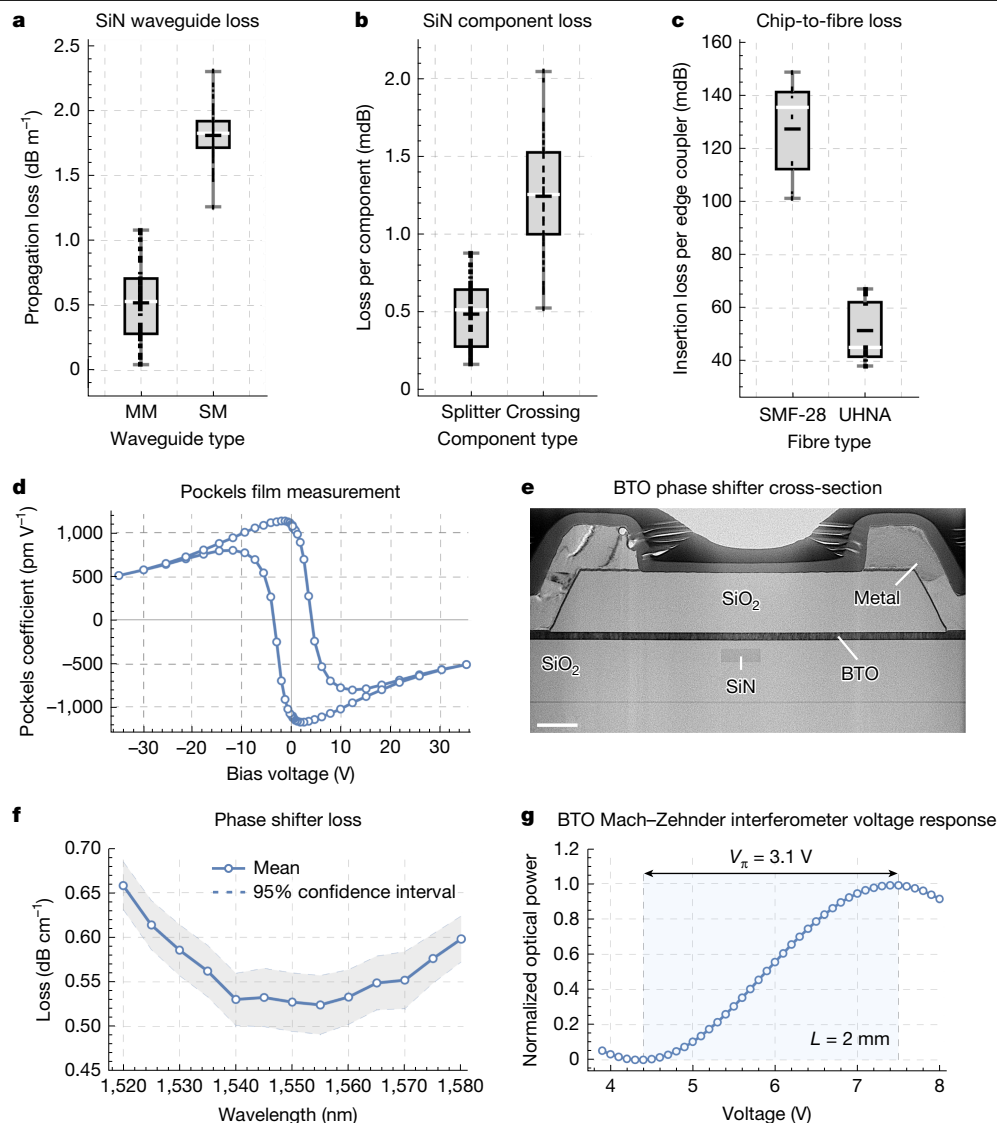 a
SiN waveguide loss
2.5
2.0
1.5
1.0
0.5
0
Propagation loss (dB m⁻¹)
MM SM
Waveguide type
b
SiN component loss
2.0
1.5
1.0
0.5
0
Loss per component (mdB)
Splitter Crossing
Component type
c
Chip-to-fibre loss
160
140
120
100
80
60
40
Insertion loss per edge coupler (mdB)
SMF-28 UHNA
Fibre type
d
Pockels film measurement
1,000
500
0
−500
−1,000
Pockels coefficient (pm V⁻¹)
−30 −20 −10 0 10 20 30
Bias voltage (V)
e
BTO phase shifter cross-section
SiO₂
Metal
SiO₂
SiN
BTO
f
Phase shifter loss
Mean
95% confidence interval
0.70
0.65
0.60
0.55
0.50
0.45
Loss (dB cm⁻¹)
1,520 1,530 1,540 1,550 1,560 1,570 1,580
Wavelength (nm)
g
BTO Mach–Zehnder interferometer voltage response
Vπ = 3.1 V
1.2
1.0
0.8
0.6
0.4
0.2
0
Normalized optical power
L = 2 mm
4 5 6 7 8
Voltage (V)